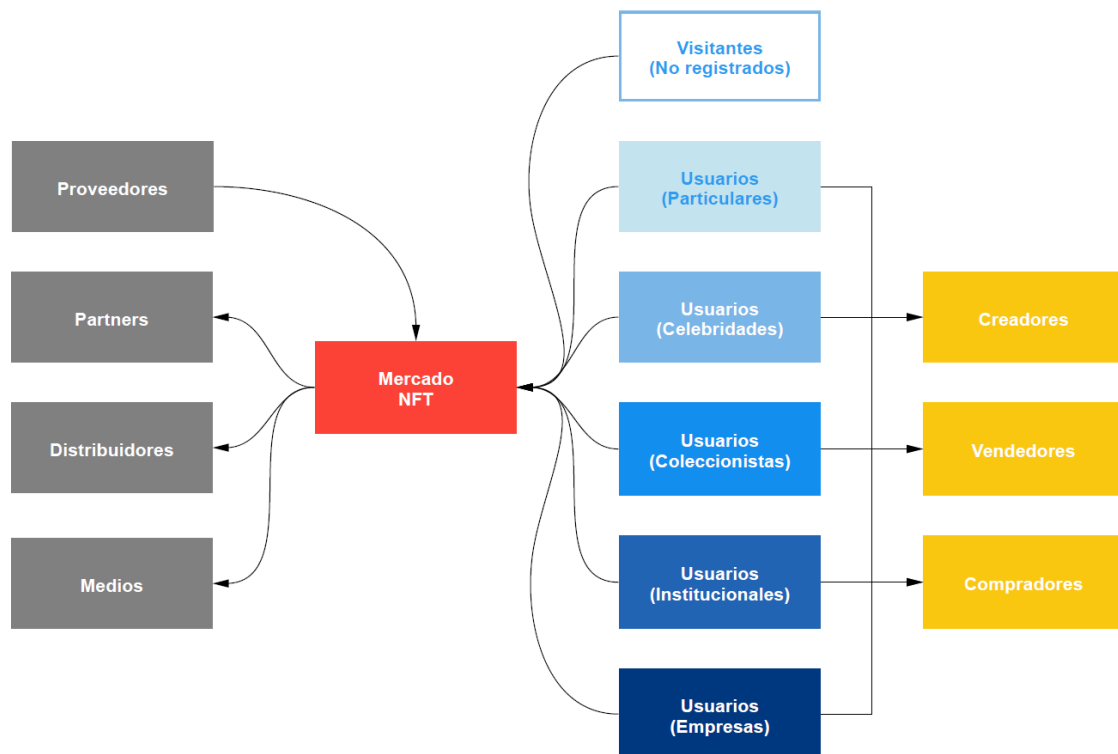 Visitantes
(No registrados)
Proveedores
Usuarios
(Particulares)
Partners
Usuarios
(Celebridades)
Creadores
Mercado
NFT
Distribuidores
Usuarios
(Coleccionistas)
Vendedores
Medios
Usuarios
(Institucionales)
Compradores
Usuarios
(Empresas)